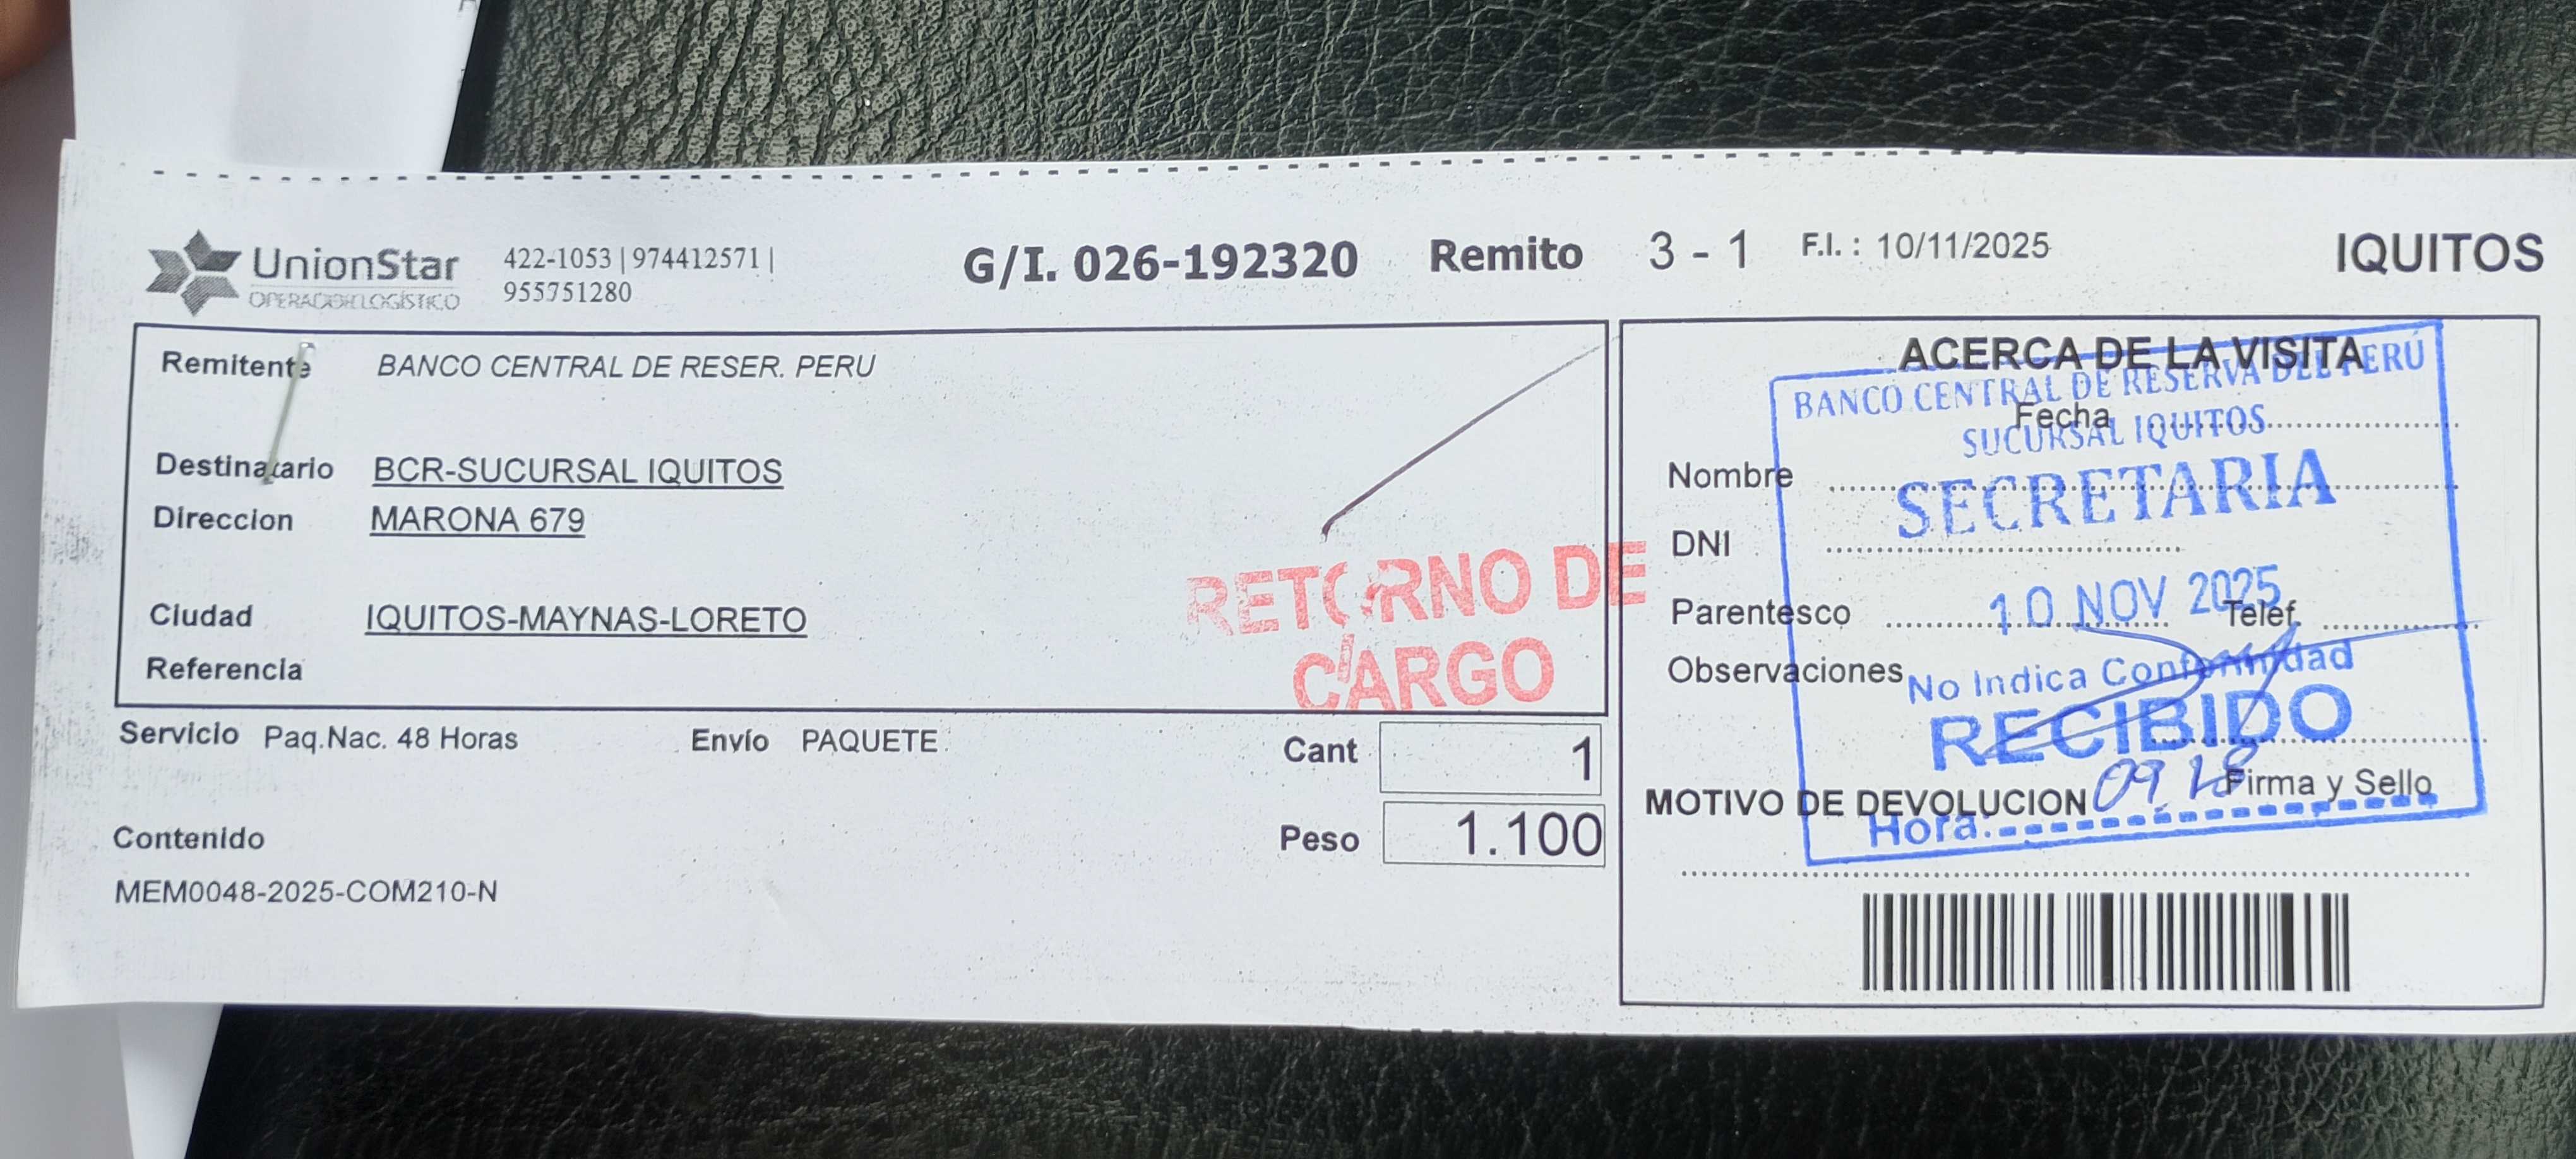 UnionStar
OPERADOR LOGÍSTICO
422-1053 | 974412571 |
955751280
G/I. 026-192320 Remito 3 - 1 F.I. : 10/11/2025 IQUITOS
Remitente BANCO CENTRAL DE RESER. PERU
Destinatario BCR-SUCURSAL IQUITOS
Direccion MARONA 679
Ciudad IQUITOS-MAYNAS-LORETO
Referencia
RETORNO DE
CARGO
Servicio Paq.Nac. 48 Horas Envío PAQUETE
Cant 1
Peso 1.100
Contenido
MEM0048-2025-COM210-N
ACERCA DE LA VISITA
Fecha
Nombre
DNI
Parentesco Telef.
Observaciones
Firma y Sello
MOTIVO DE DEVOLUCION
BANCO CENTRAL DE RESERVA DEL PERÚ
SUCURSAL IQUITOS
SECRETARIA
10 NOV 2025
No Indica Conformidad
RECIBIDO
Hora: